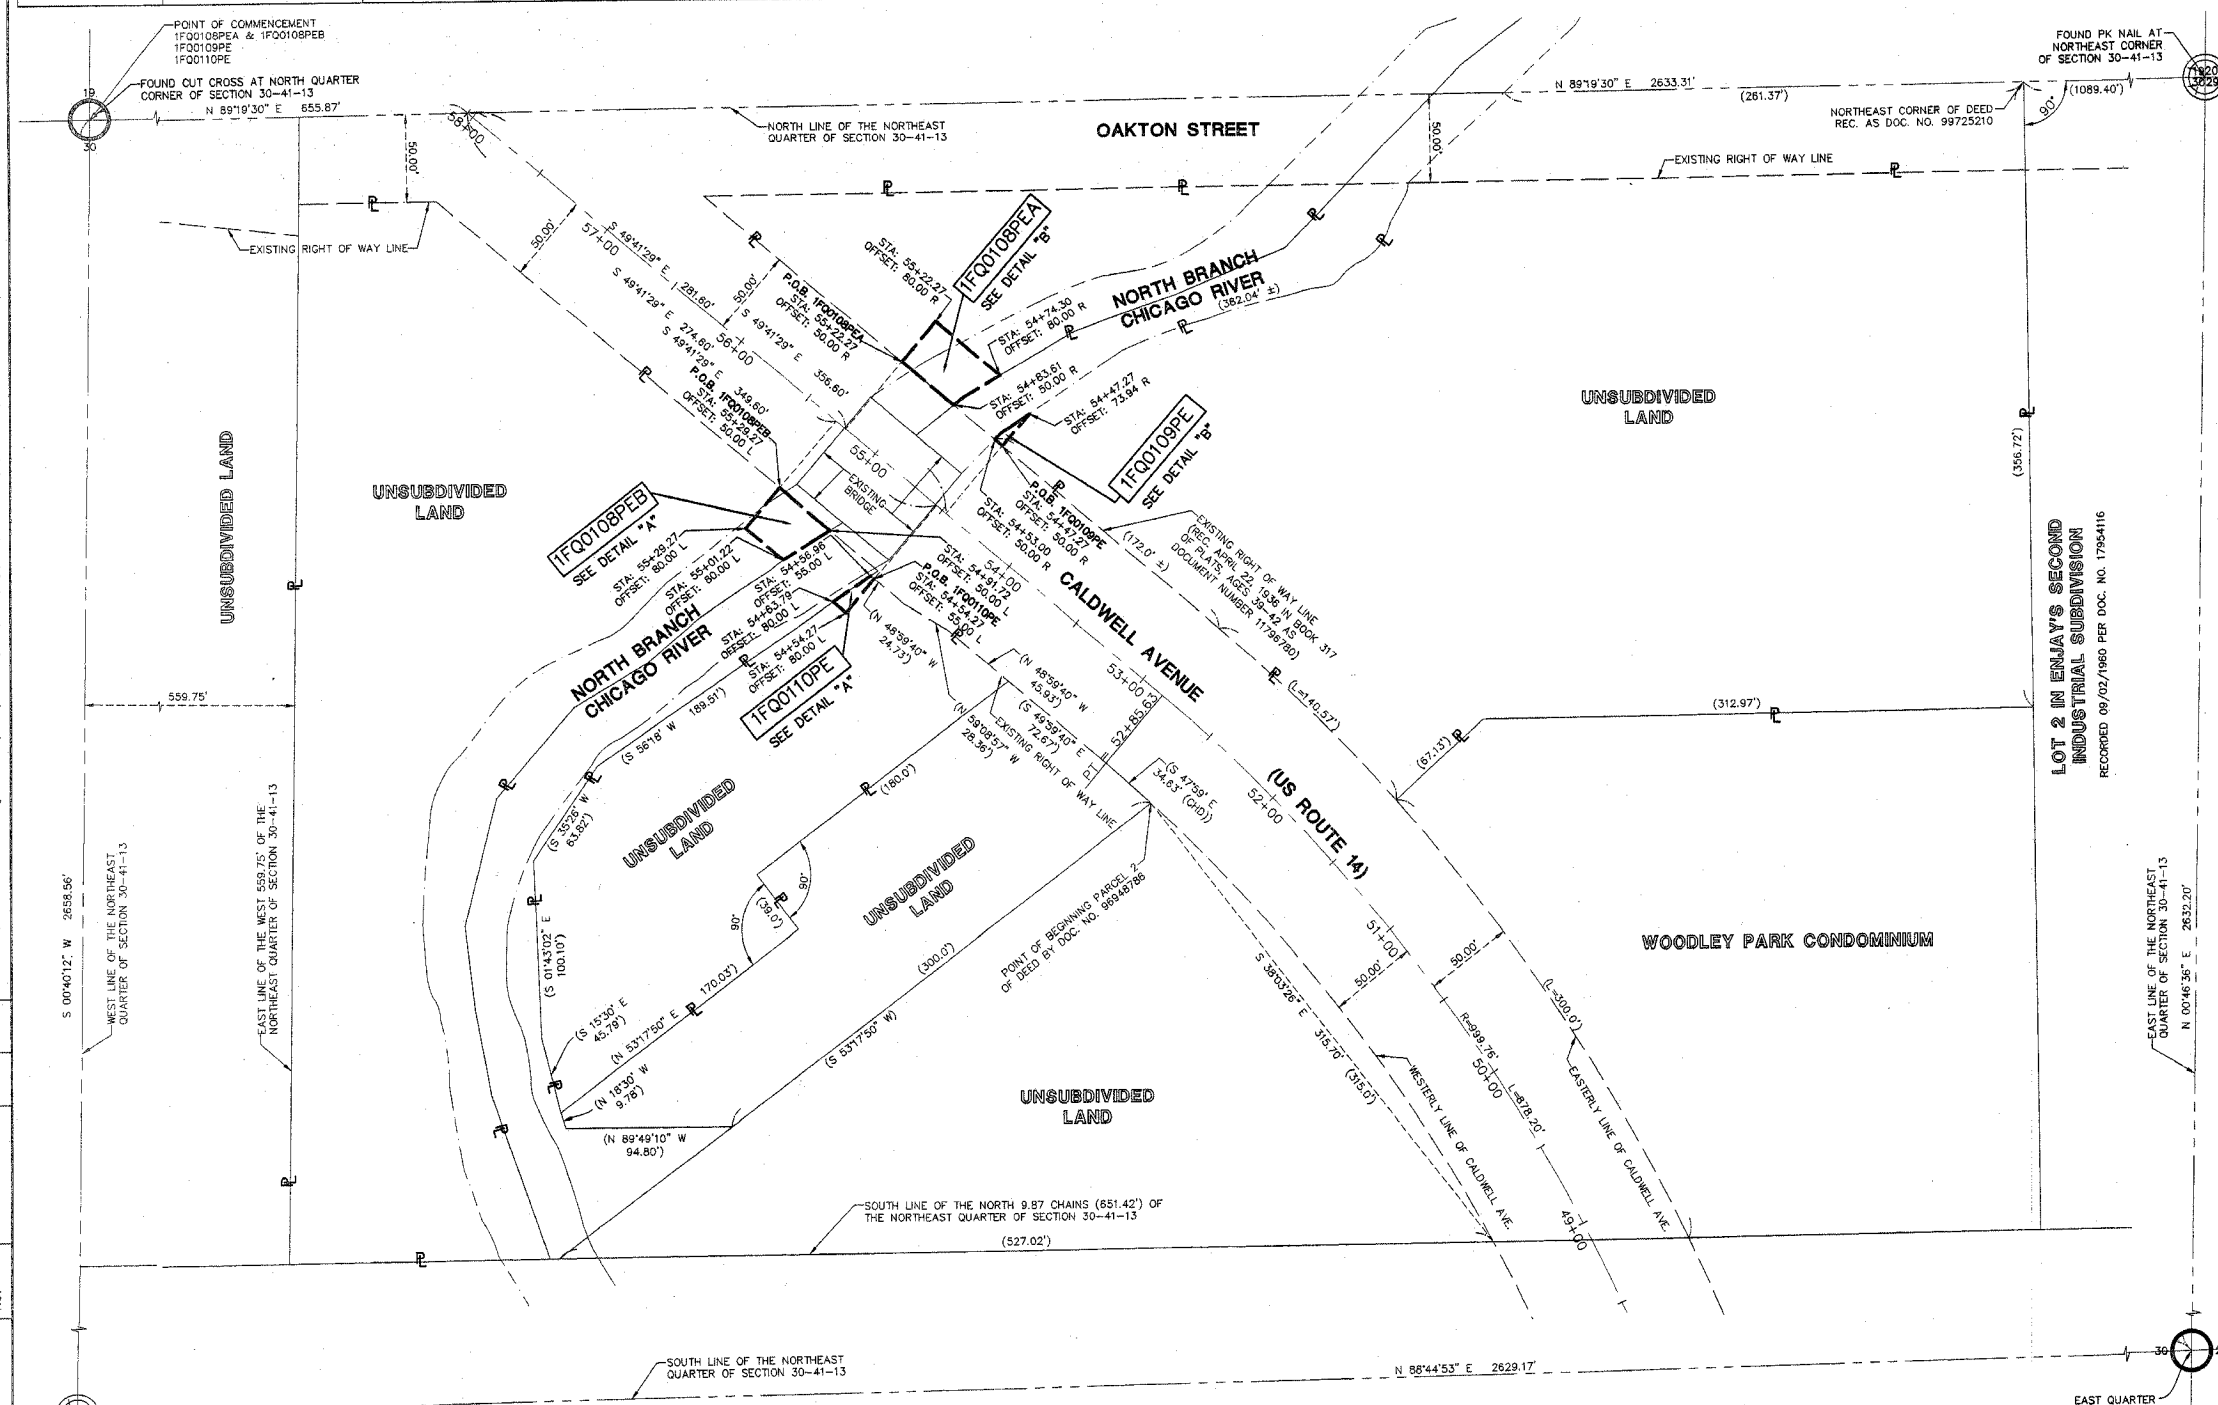 POINT OF COMMENCEMENT
1FQ0108PEA & 1FQ0108PEB
1FQ0109PE
1FQ0110PE
FOUND CUT CROSS AT NORTH QUARTER
CORNER OF SECTION 30-41-13
19
30
N 89°19'30" E 655.87'
58+00
NORTH LINE OF THE NORTHEAST
QUARTER OF SECTION 30-41-13
OAKTON STREET
N 89°19'30" E 2633.31'
(261.37')
FOUND PK NAIL AT
NORTHEAST CORNER
OF SECTION 30-41-13
(1089.40')
90°
NORTHEAST CORNER OF DEED
REC. AS DOC. NO. 99725210
50.00'
50.00'
EXISTING RIGHT OF WAY LINE
EXISTING RIGHT OF WAY LINE
50.00'
57+00
S 49°41'29" E 281.60'
S 49°41'29" E 274.60'
S 49°41'29" E 349.60'
S 49°41'29" E 356.60'
50.00'
56+00
P.O.B. 1FQ0108PEA
STA: 55+22.27
OFFSET: 50.00 R
STA: 55+22.27
OFFSET: 80.00 R
1FQ0108PEA
SEE DETAIL "B"
STA: 54+74.30
OFFSET: 80.00 R
NORTH BRANCH
CHICAGO RIVER
(382.04' ±)
STA: 54+83.61
OFFSET: 50.00 R
STA: 54+47.27
OFFSET: 73.94 R
1FQ0109PE
SEE DETAIL "B"
P.O.B. 1FQ0108PEB
STA: 55+29.27
OFFSET: 50.00 L
55+00
EXISTING
BRIDGE
P.O.B. 1FQ0109PE
STA: 54+47.27
OFFSET: 50.00 R
STA: 54+53.00
OFFSET: 50.00 R
EXISTING RIGHT OF WAY LINE
(REC. APRIL 22, 1936 IN BOOK 317
OF PLATS, AGES 39-42 AS
DOCUMENT NUMBER 11796780)
(172.0' ±)
UNSUBDIVIDED
LAND
UNSUBDIVIDED LAND
UNSUBDIVIDED
LAND
(356.72')
LOT 2 IN ENJAY'S SECOND
INDUSTRIAL SUBDIVISION
RECORDED 09/02/1960 PER DOC. NO. 17954116
1FQ0108PEB
SEE DETAIL "A"
STA: 55+29.27
OFFSET: 80.00 L
STA: 55+01.22
OFFSET: 80.00 L
STA: 54+56.96
OFFSET: 55.00 L
STA: 54+63.79
OFFSET: 80.00 L
STA: 54+54.27
OFFSET: 80.00 L
STA: 54+91.72
OFFSET: 50.00 L
P.O.B. 1FQ0110PE
STA: 54+54.27
OFFSET: 55.00 L
1FQ0110PE
SEE DETAIL "A"
54+00
CALDWELL AVENUE
53+00
NORTH BRANCH
CHICAGO RIVER
(S 56°18' W 189.51')
(N 48°59'40" W
24.73')
(N 48°59'40" W
45.93')
(S 49°59'40" E
72.67')
(N 59°08'57" W
28.36')
EXISTING RIGHT OF WAY LINE
PT = 52+85.63
(S 47°59' E
34.63' (CHD))
(L=140.57')
(67.13')
(312.97')
559.75'
(US ROUTE 14)
52+00
UNSUBDIVIDED
LAND
(180.0')
(S 35°26' W
63.82')
UNSUBDIVIDED
LAND
90°
(39.0')
90°
(300.0')
POINT OF BEGINNING PARCEL 2
OF DEED BY DOC. NO. 96948786
51+00
50.00'
50.00'
WOODLEY PARK CONDOMINIUM
S 00°40'12" W 2658.56'
WEST LINE OF THE NORTHEAST
QUARTER OF SECTION 30-41-13
EAST LINE OF THE WEST 559.75' OF THE
NORTHEAST QUARTER OF SECTION 30-41-13
(S 01°43'02" E
100.10')
(S 15°30' E
45.79')
(N 53°17'50" E 170.03')
(S 53°17'50" W)
(N 18°30' W
9.78')
(N 89°49'10" W
94.80')
S 38°03'26" E 315.70'
(315.0')
UNSUBDIVIDED
LAND
R=999.76'
L=878.20'
50+00
(L=300.0')
WESTERLY LINE OF CALDWELL AVE.
EASTERLY LINE OF CALDWELL AVE.
49+00
EAST LINE OF THE NORTHEAST
QUARTER OF SECTION 30-41-13
N 00°46'36" E 2632.20'
SOUTH LINE OF THE NORTH 9.87 CHAINS (651.42') OF
THE NORTHEAST QUARTER OF SECTION 30-41-13
(527.02')
SOUTH LINE OF THE NORTHEAST
QUARTER OF SECTION 30-41-13
N 88°44'53" E 2629.17'
30
EAST QUARTER